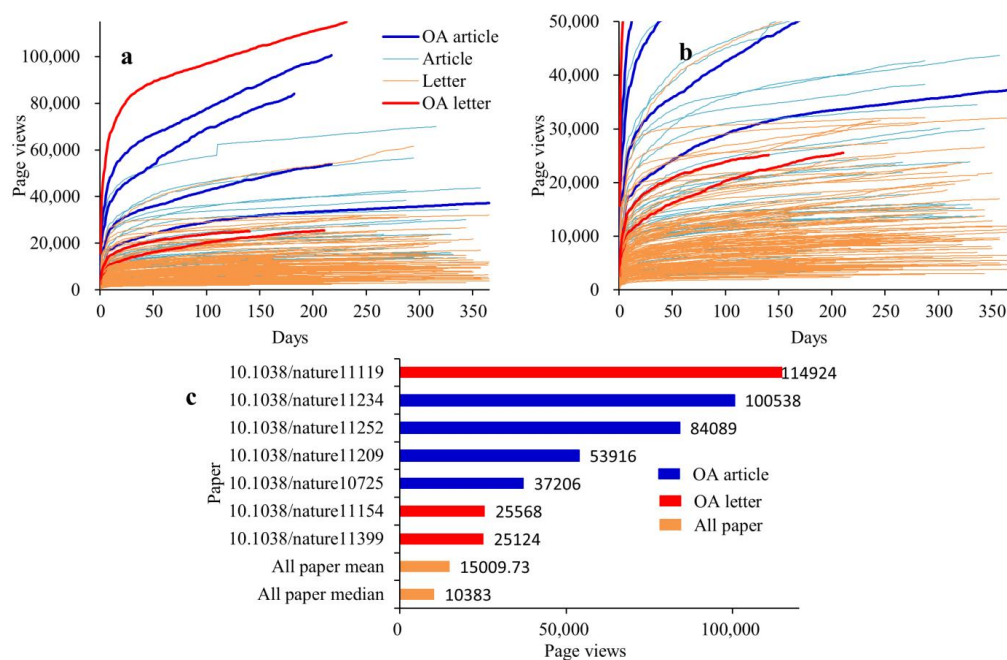 a
OA article
Article
Letter
OA letter
Page views
100,000
80,000
60,000
40,000
20,000
0
0 50 100 150 200 250 300 350
Days
b
Page views
50,000
40,000
30,000
20,000
10,000
0
0 50 100 150 200 250 300 350
Days
c
Paper
10.1038/nature11119 114924
10.1038/nature11234 100538
10.1038/nature11252 84089
10.1038/nature11209 53916
10.1038/nature10725 37206
10.1038/nature11154 25568
10.1038/nature11399 25124
All paper mean 15009.73
All paper median 10383
OA article
OA letter
All paper
0 50,000 100,000
Page views